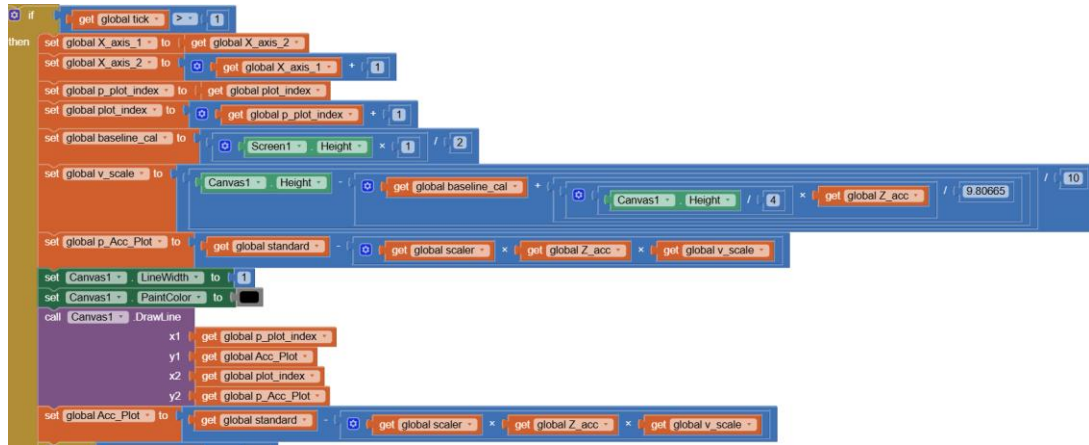 if get global tick > 1
then set global X_axis_1 to get global X_axis_2
set global X_axis_2 to get global X_axis_1 + 1
set global p_plot_index to get global plot_index
set global plot_index to get global p_plot_index + 1
set global baseline_cal to Screen1 . Height × 1 / 2
set global v_scale to Canvas1 . Height - get global baseline_cal + Canvas1 . Height / 4 × get global Z_acc / 9.80665 / 10
set global p_Acc_Plot to get global standard - get global scaler × get global Z_acc × get global v_scale
set Canvas1 . LineWidth to 1
set Canvas1 . PaintColor to
call Canvas1 .DrawLine
x1 get global p_plot_index
y1 get global Acc_Plot
x2 get global plot_index
y2 get global p_Acc_Plot
set global Acc_Plot to get global standard - get global scaler × get global Z_acc × get global v_scale